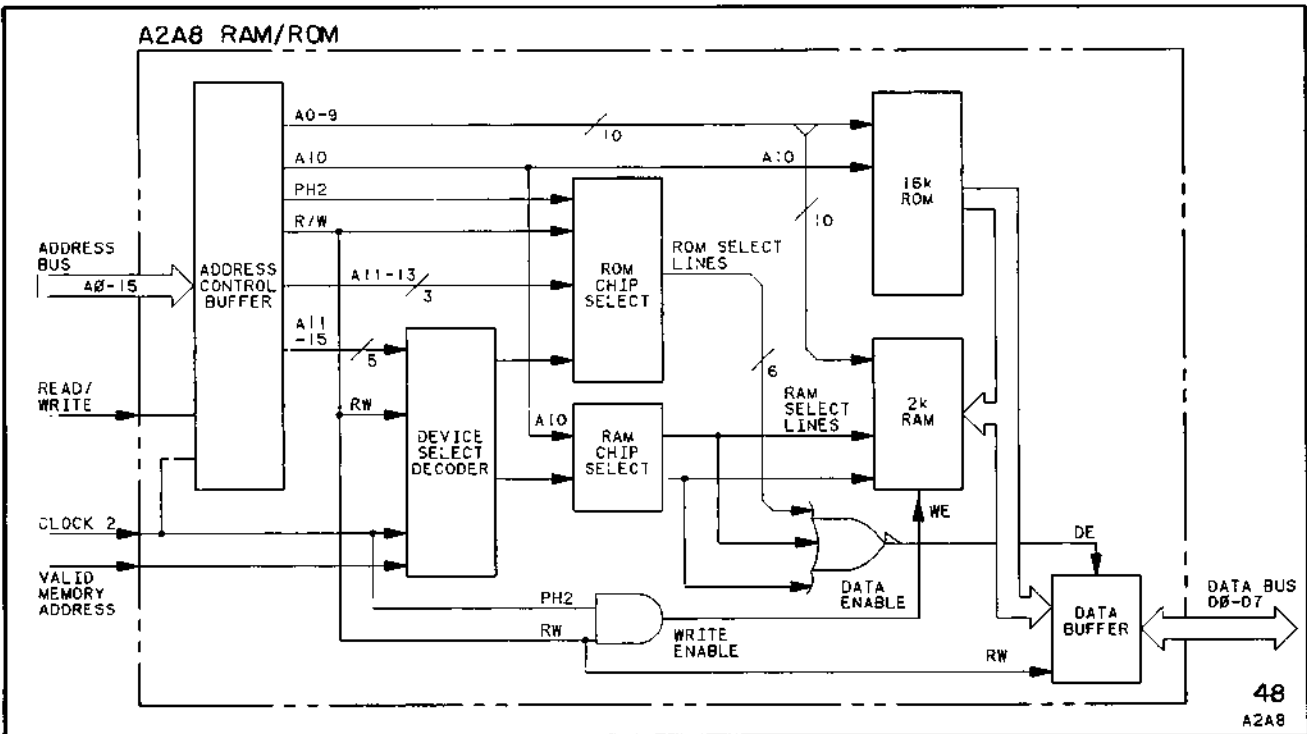 A2A8 RAM/ROM
ADDRESS
BUS
AØ-15
READ/
WRITE
CLOCK 2
VALID
MEMORY
ADDRESS
ADDRESS
CONTROL
BUFFER
A0-9
10
A10
A10
PH2
R/W
A11-13
3
A11
-15
5
RW
DEVICE
SELECT
DECODER
ROM
CHIP
SELECT
ROM SELECT
LINES
6
A10
RAM
CHIP
SELECT
RAM
SELECT
LINES
10
16k
ROM
2k
RAM
WE
DATA
ENABLE
DE
PH2
RW
WRITE
ENABLE
RW
DATA
BUFFER
DATA BUS
DØ-D7
48
A2A8